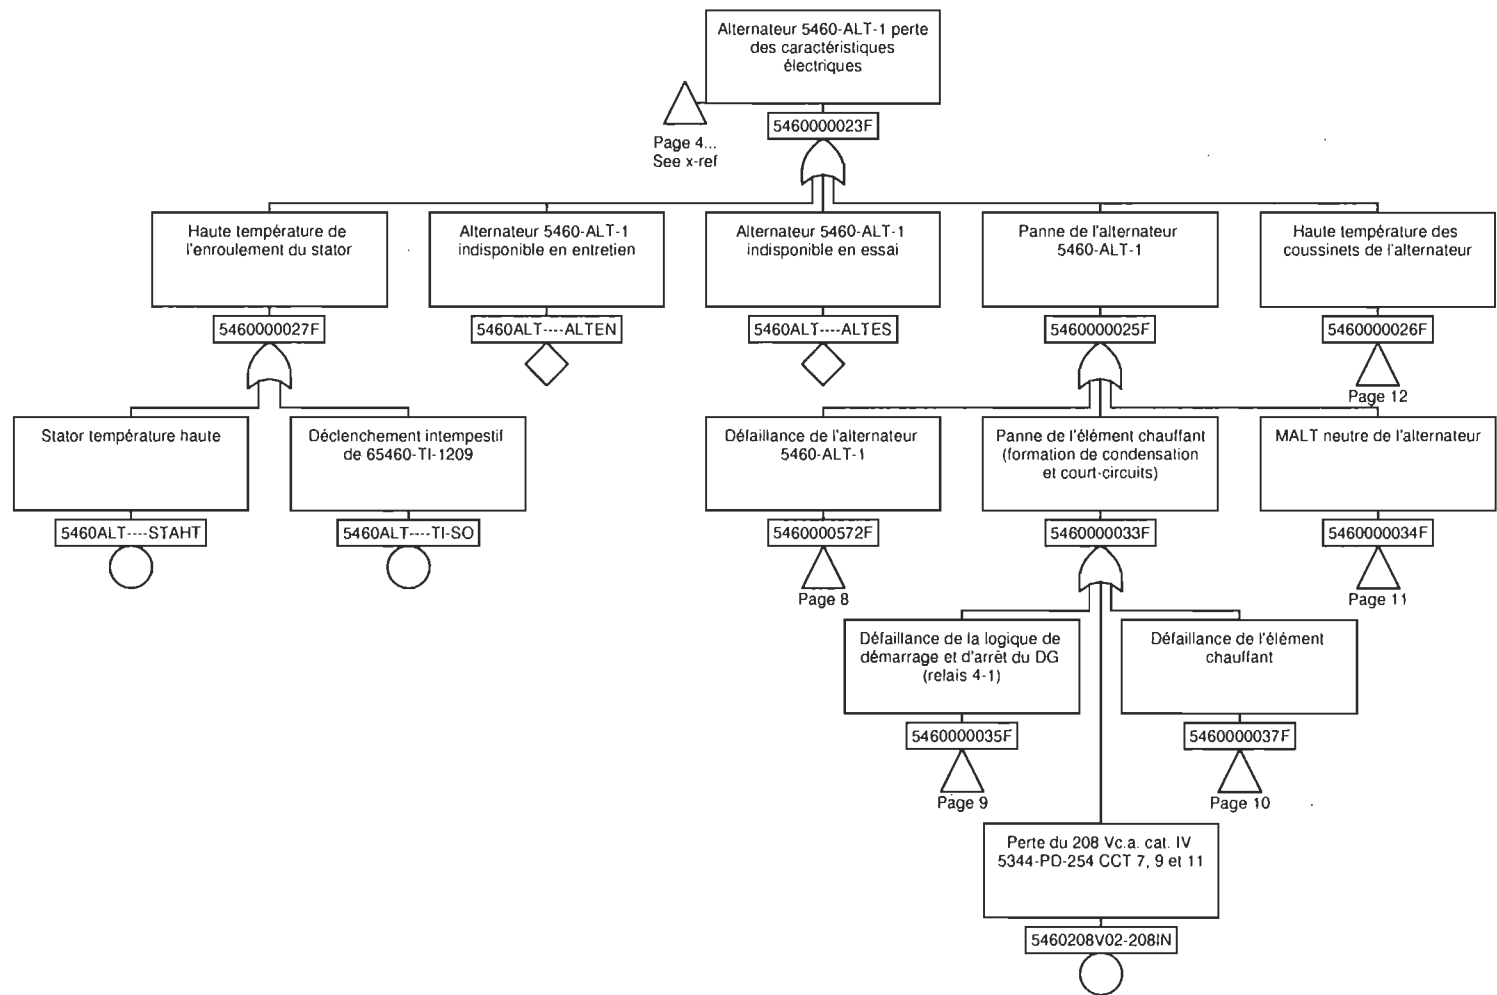 Alternateur 5460-ALT-1 perte
des caractéristiques
électriques
5460000023F
Page 4...
See x-ref
Haute température de
l'enroulement du stator
5460000027F
Alternateur 5460-ALT-1
indisponible en entretien
5460ALT----ALTEN
Alternateur 5460-ALT-1
indisponible en essai
5460ALT----ALTES
Panne de l'alternateur
5460-ALT-1
5460000025F
Haute température des
coussinets de l'alternateur
5460000026F
Page 12
Stator température haute
5460ALT----STAHT
Déclenchement intempestif
de 65460-TI-1209
5460ALT----TI-SO
Défaillance de l'alternateur
5460-ALT-1
5460000572F
Page 8
Panne de l'élément chauffant
(formation de condensation
et court-circuits)
5460000033F
MALT neutre de l'alternateur
5460000034F
Page 11
Défaillance de la logique de
démarrage et d'arrêt du DG
(relais 4-1)
5460000035F
Page 9
Défaillance de l'élément
chauffant
5460000037F
Page 10
Perte du 208 Vc.a. cat. IV
5344-PD-254 CCT 7, 9 et 11
5460208V02-208IN